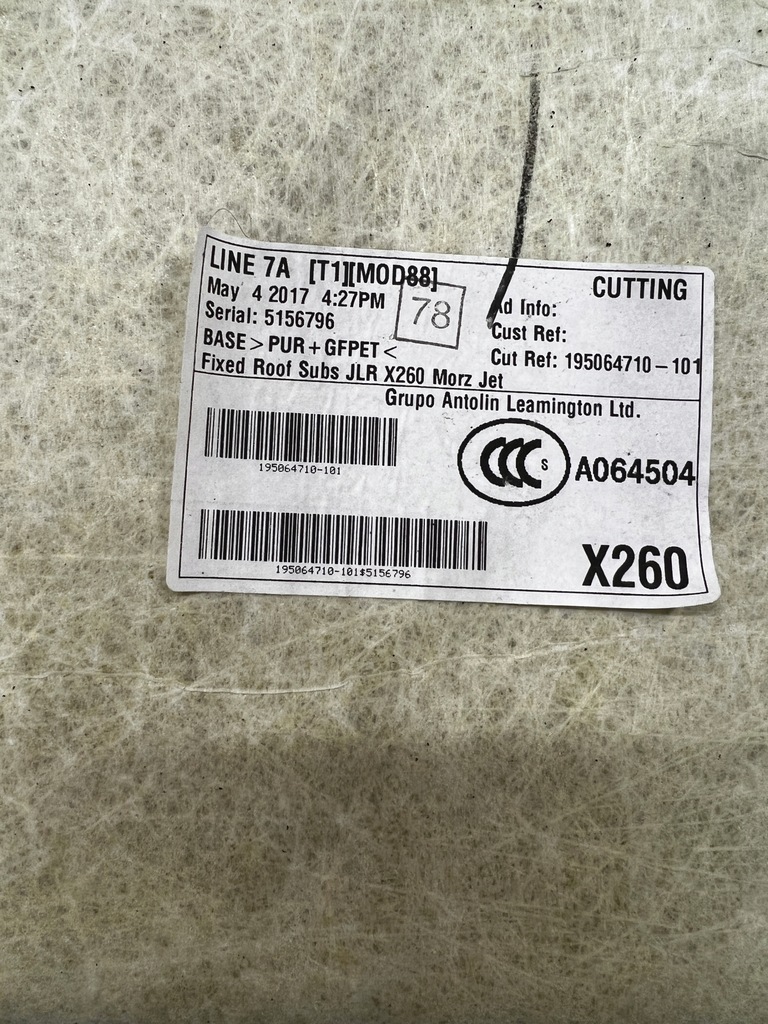 LINE 7A [T1][MOD88]
CUTTING
May 4 2017 4:27PM
78
Ad Info:
Serial: 5156796
Cust Ref:
BASE > PUR + GFPET <
Cut Ref: 195064710-101
Fixed Roof Subs JLR X260 Morz Jet
Grupo Antolin Leamington Ltd.
195064710-101
CCC S A064504
195064710-101$5156796
X260